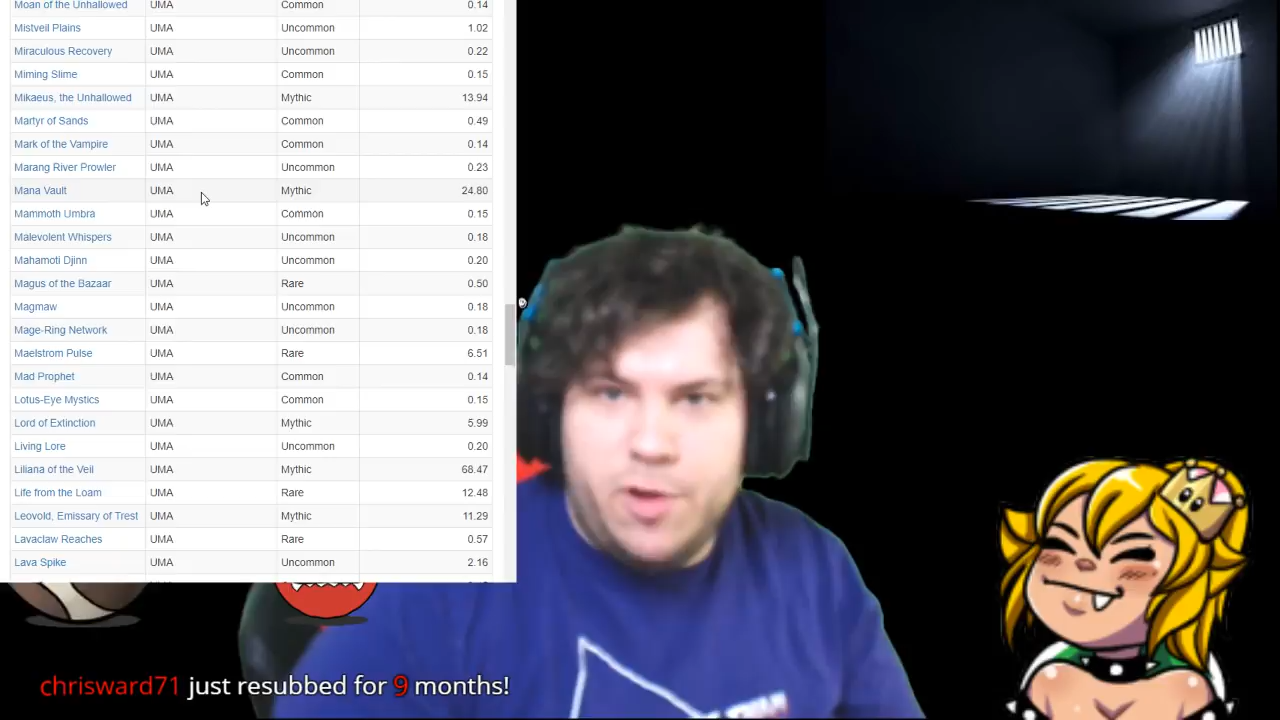 Moan of the Unhallowed UMA Common 0.14
Mistveil Plains UMA Uncommon 1.02
Miraculous Recovery UMA Uncommon 0.22
Miming Slime UMA Common 0.15
Mikaeus, the Unhallowed UMA Mythic 13.94
Martyr of Sands UMA Common 0.49
Mark of the Vampire UMA Common 0.14
Marang River Prowler UMA Uncommon 0.23
Mana Vault UMA Mythic 24.80
Mammoth Umbra UMA Common 0.15
Malevolent Whispers UMA Uncommon 0.18
Mahamoti Djinn UMA Uncommon 0.20
Magus of the Bazaar UMA Rare 0.50
Magmaw UMA Uncommon 0.18
Mage-Ring Network UMA Uncommon 0.18
Maelstrom Pulse UMA Rare 6.51
Mad Prophet UMA Common 0.14
Lotus-Eye Mystics UMA Common 0.15
Lord of Extinction UMA Mythic 5.99
Living Lore UMA Uncommon 0.20
Liliana of the Veil UMA Mythic 68.47
Life from the Loam UMA Rare 12.48
Leovold, Emissary of Trest UMA Mythic 11.29
Lavaclaw Reaches UMA Rare 0.57
Lava Spike UMA Uncommon 2.16
chrisward71 just resubbed for 9 months!